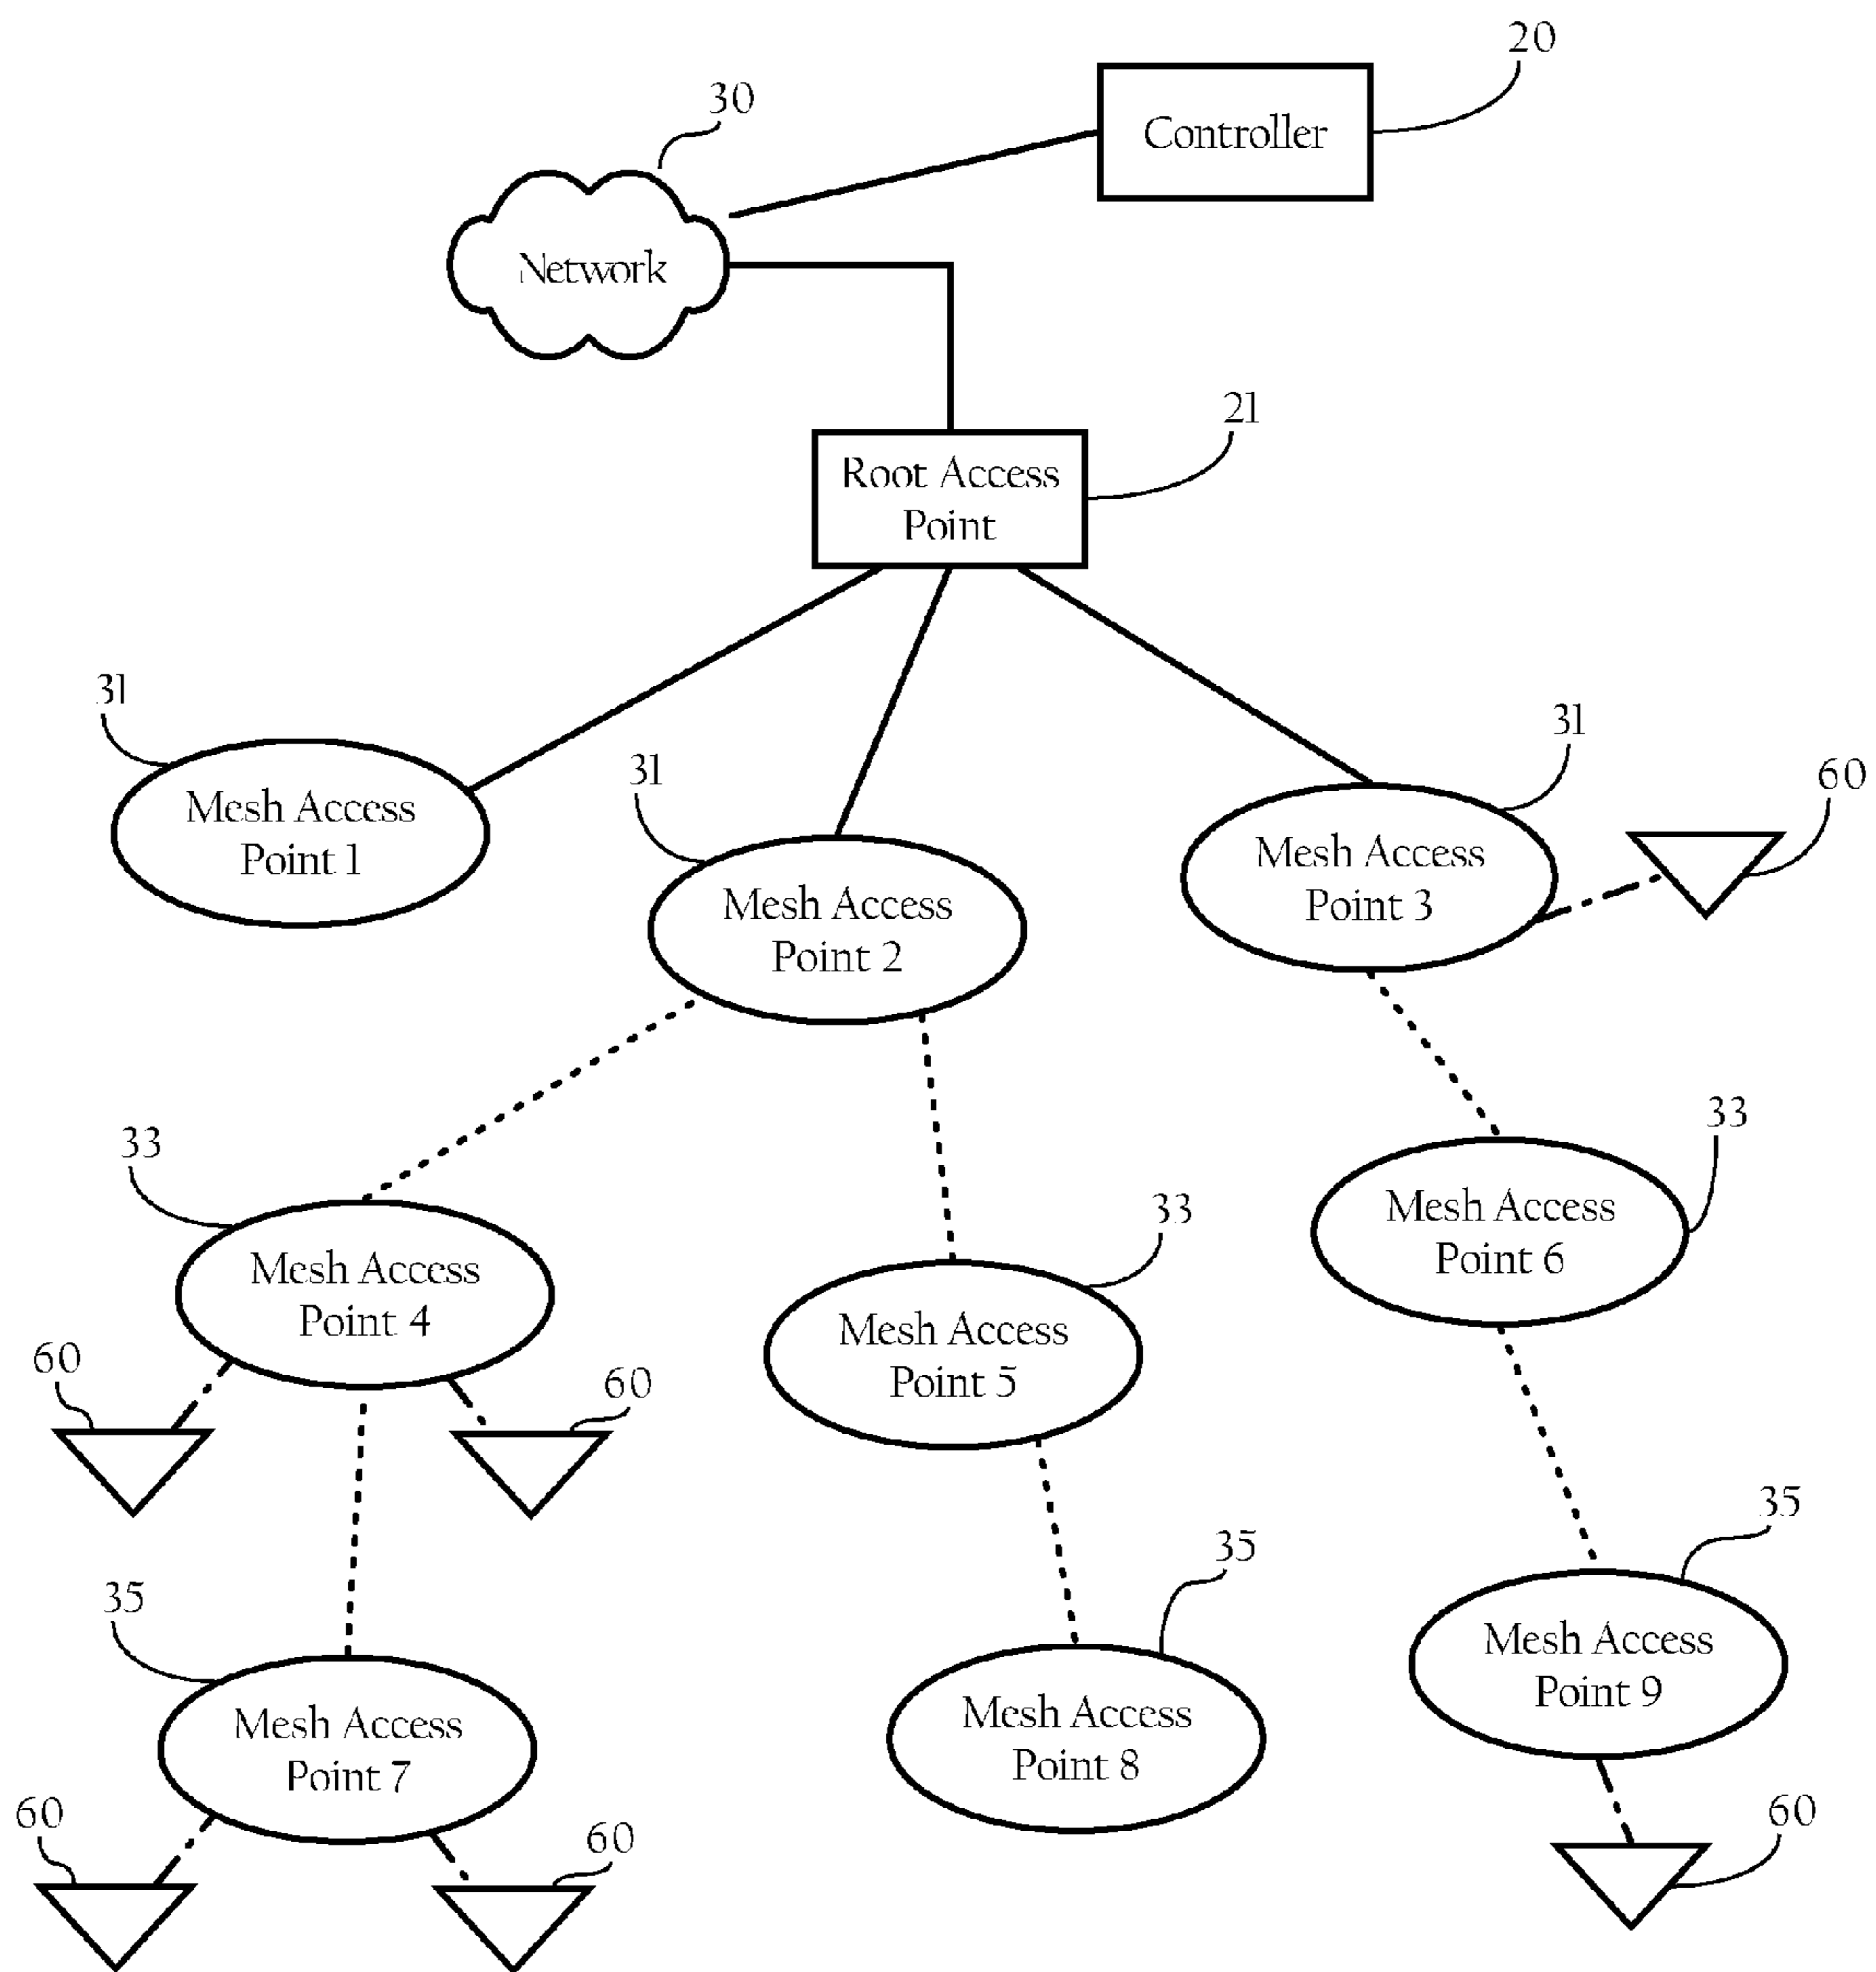 20
30
Controller
Network
21
Root Access
Point
31
31
31
60
Mesh Access
Point 1
Mesh Access
Point 2
Mesh Access
Point 3
33
33
33
Mesh Access
Point 4
Mesh Access
Point 5
Mesh Access
Point 6
60
60
35
35
35
Mesh Access
Point 7
Mesh Access
Point 8
Mesh Access
Point 9
60
60
60